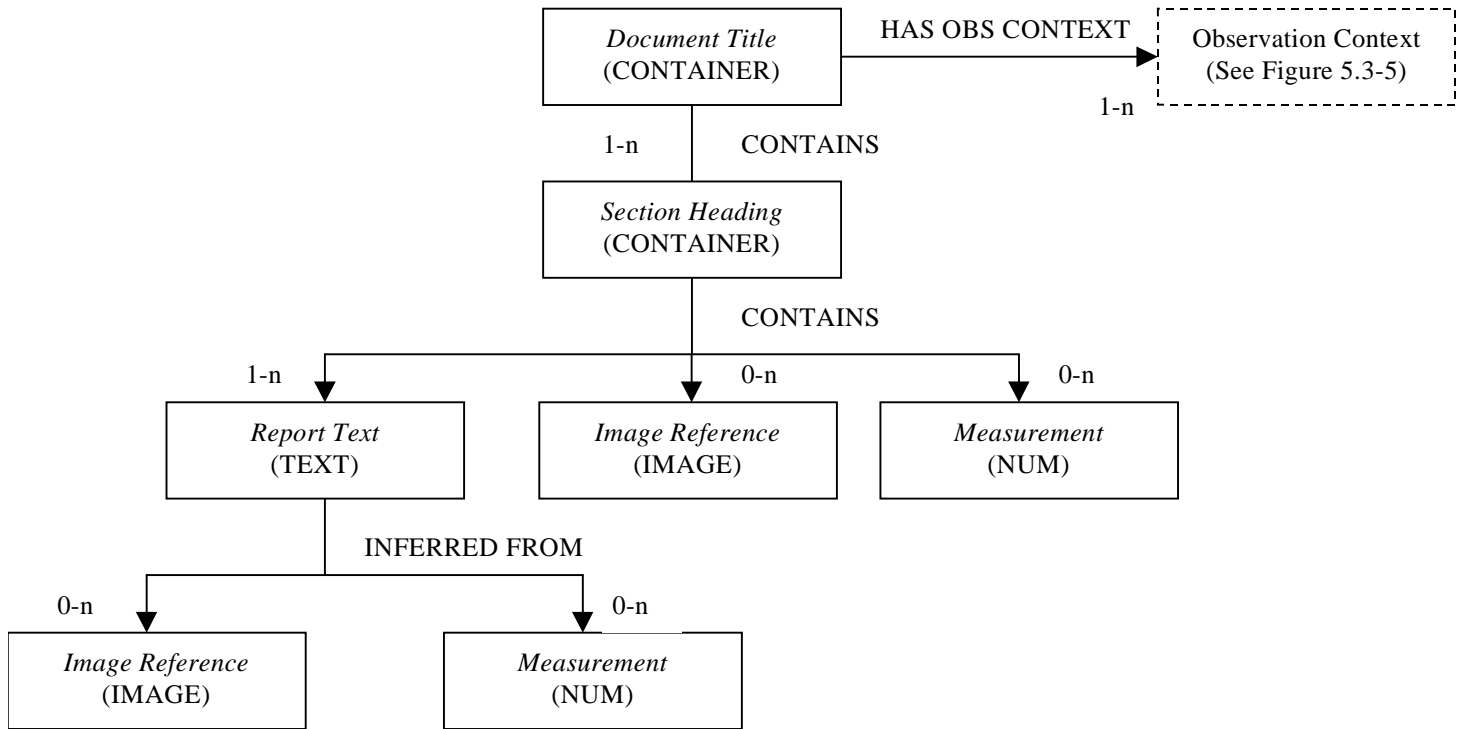 Document Title
(CONTAINER)
HAS OBS CONTEXT
Observation Context
(See Figure 5.3-5)
1-n
1-n
CONTAINS
Section Heading
(CONTAINER)
CONTAINS
1-n
0-n
0-n
Report Text
(TEXT)
Image Reference
(IMAGE)
Measurement
(NUM)
INFERRED FROM
0-n
0-n
Image Reference
(IMAGE)
Measurement
(NUM)